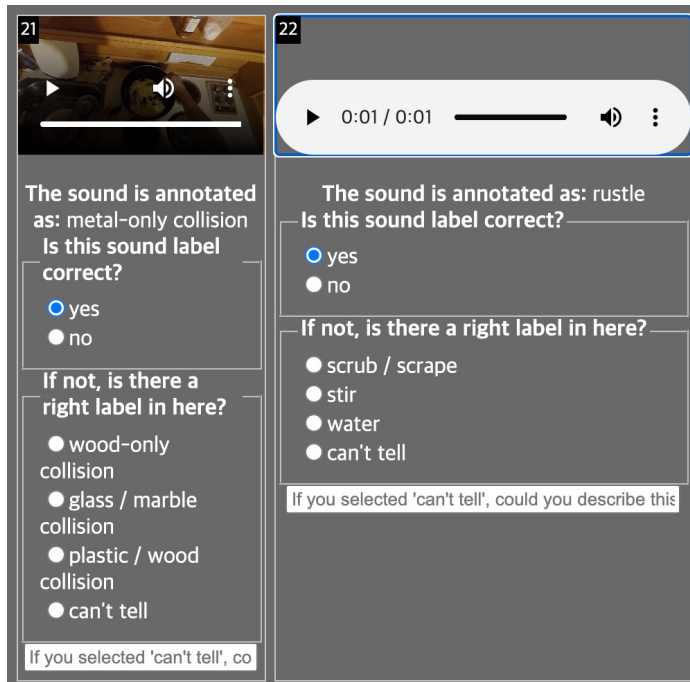 21
The sound is annotated
as: metal-only collision
Is this sound label
correct?
yes
no
If not, is there a
right label in here?
wood-only
collision
glass / marble
collision
plastic / wood
collision
can't tell
If you selected 'can't tell', co
22
0:01 / 0:01
The sound is annotated as: rustle
Is this sound label correct?
yes
no
If not, is there a right label in here?
scrub / scrape
stir
water
can't tell
If you selected 'can't tell', could you describe this